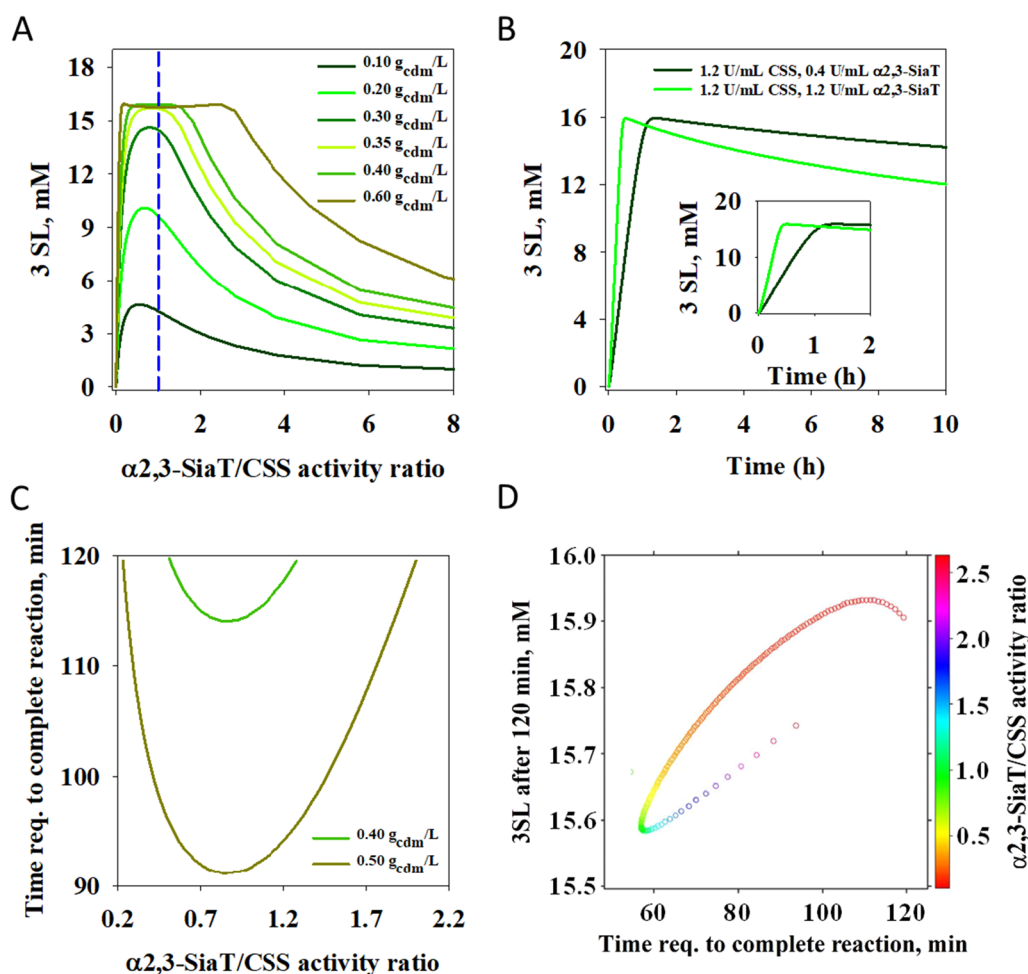 A
3 SL, mM
18
15
12
9
6
3
0
0 2 4 6 8
α2,3-SiaT/CSS activity ratio
0.10 gcdm/L
0.20 gcdm/L
0.30 gcdm/L
0.35 gcdm/L
0.40 gcdm/L
0.60 gcdm/L
B
3 SL, mM
20
16
12
8
4
0
0 2 4 6 8 10
Time (h)
1.2 U/mL CSS, 0.4 U/mL α2,3-SiaT
1.2 U/mL CSS, 1.2 U/mL α2,3-SiaT
3 SL, mM
20
10
0
0 1 2
Time (h)
C
Time req. to complete reaction, min
120
110
100
90
0.2 0.7 1.2 1.7 2.2
α2,3-SiaT/CSS activity ratio
0.40 gcdm/L
0.50 gcdm/L
D
3SL after 120 min, mM
16.0
15.9
15.8
15.7
15.6
15.5
60 80 100 120
Time req. to complete reaction, min
2.5
2.0
1.5
1.0
0.5
α2,3-SiaT/CSS activity ratio